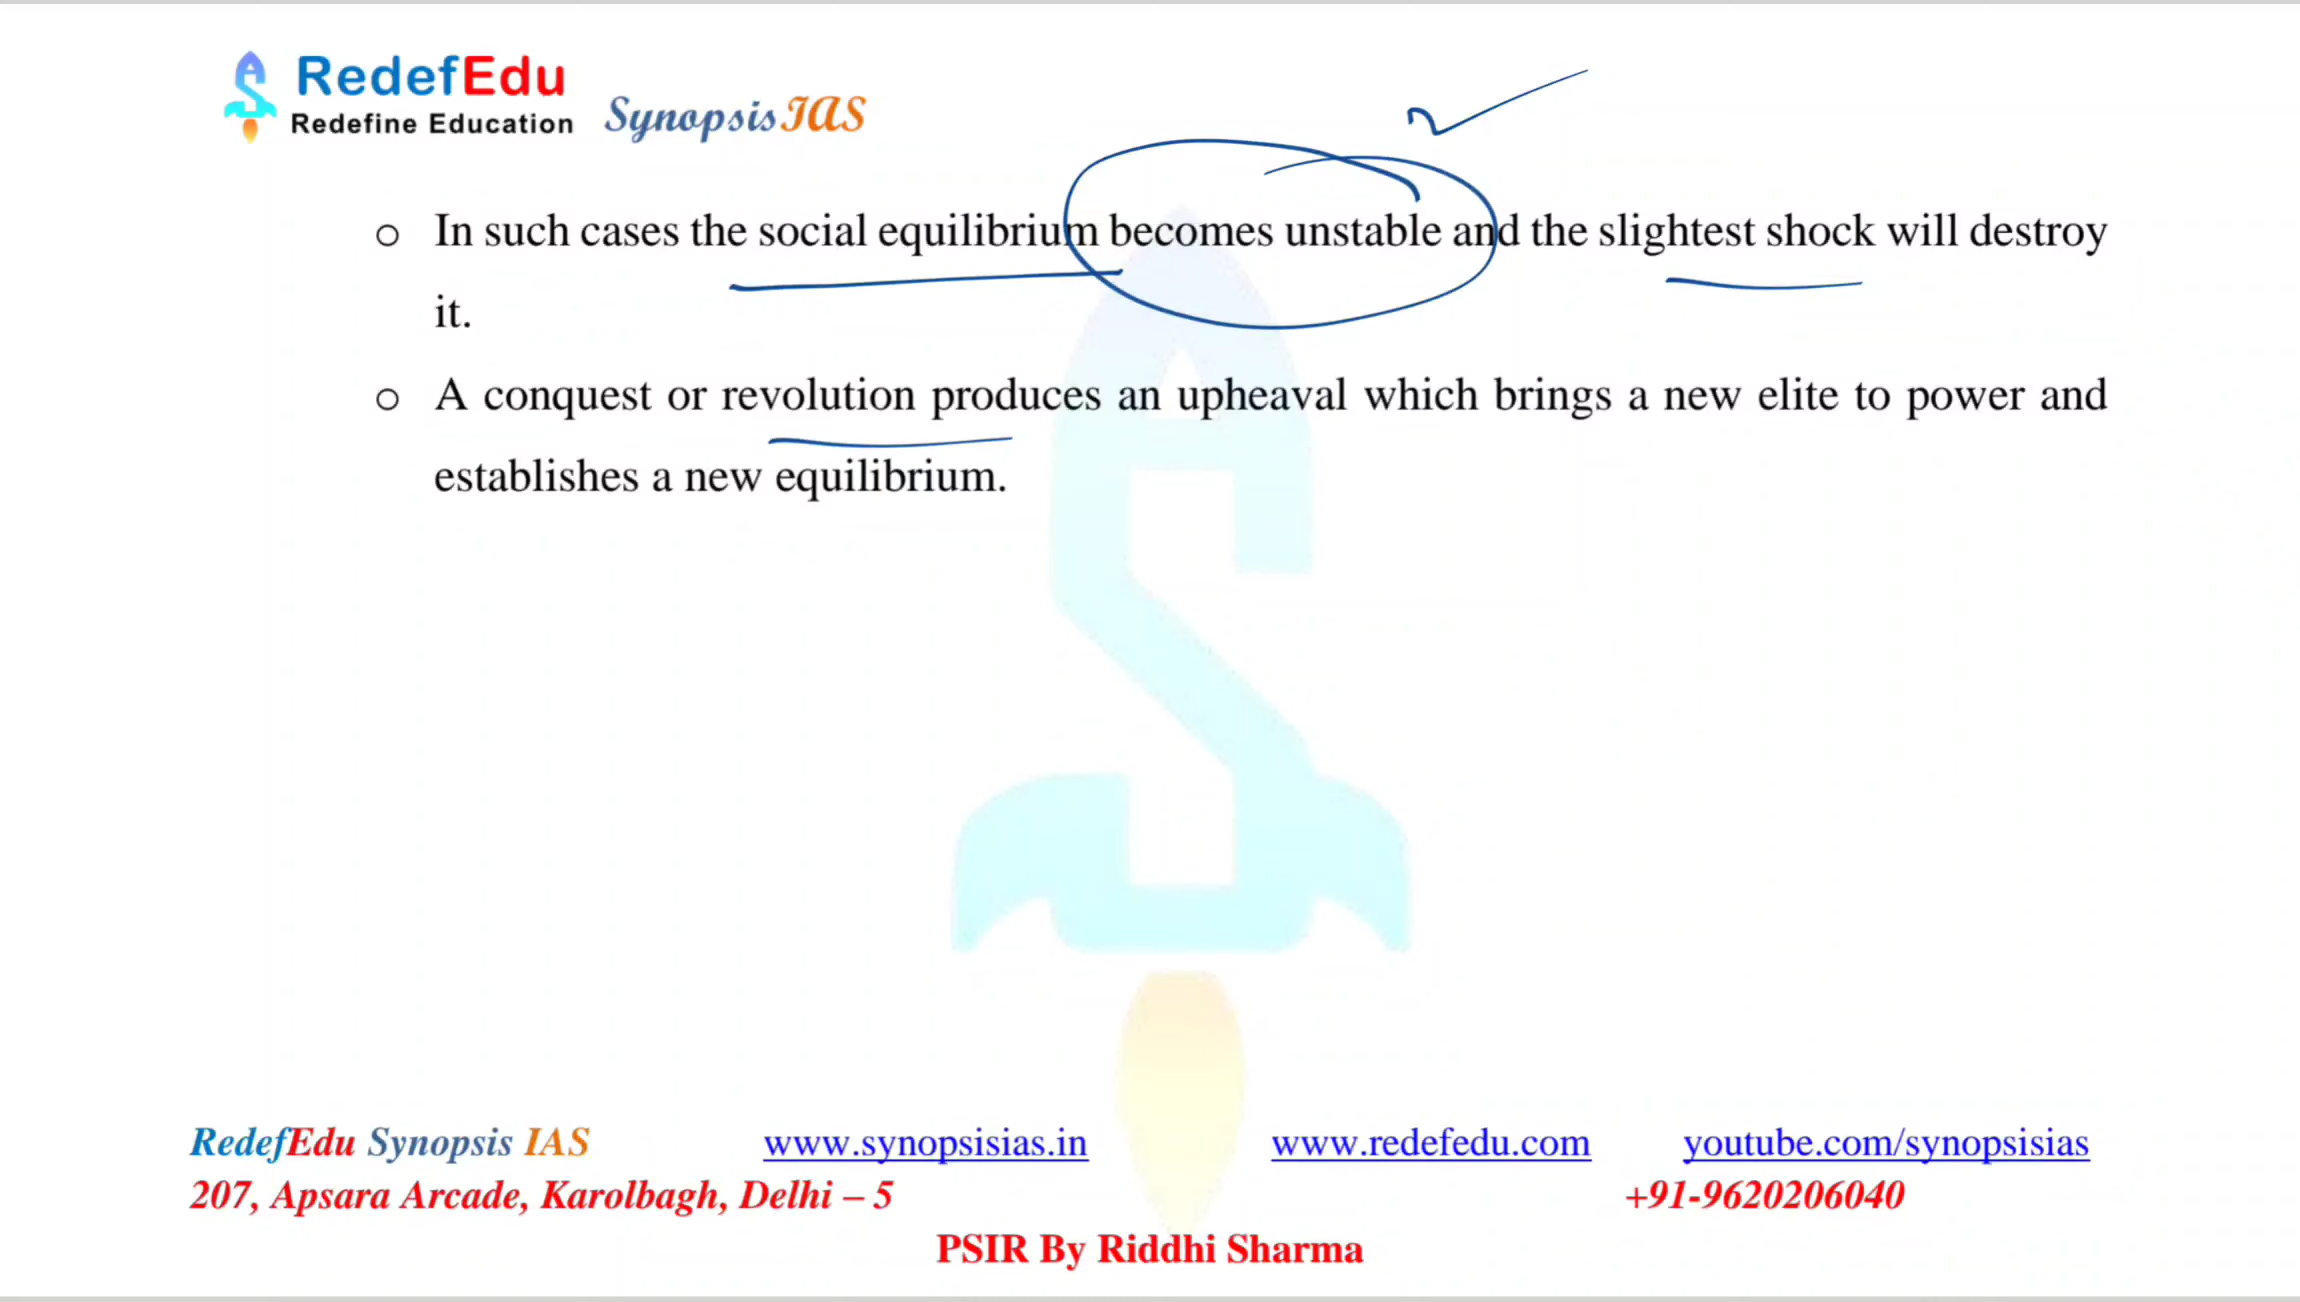 RedefEdu
Redefine Education SynopsisIAS
o In such cases the social equilibrium becomes unstable and the slightest shock will destroy
it.
o A conquest or revolution produces an upheaval which brings a new elite to power and
establishes a new equilibrium.
RedefEdu Synopsis IAS www.synopsisias.in www.redefedu.com youtube.com/synopsisias
207, Apsara Arcade, Karolbagh, Delhi – 5 +91-9620206040
PSIR By Riddhi Sharma